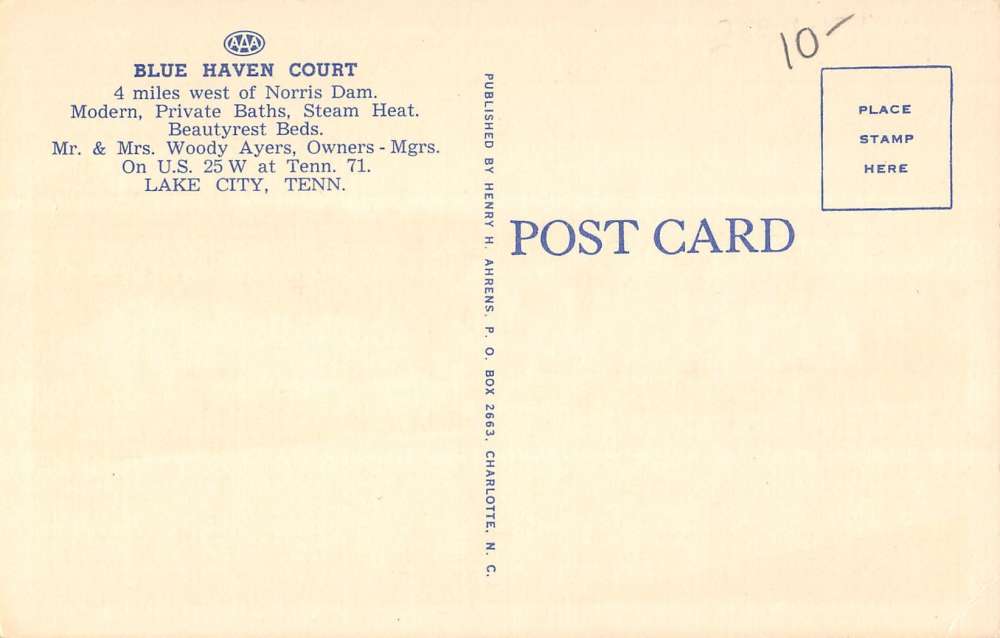 AAA
BLUE HAVEN COURT
4 miles west of Norris Dam.
Modern, Private Baths, Steam Heat.
Beautyrest Beds.
Mr. & Mrs. Woody Ayers, Owners - Mgrs.
On U.S. 25 W at Tenn. 71.
LAKE CITY, TENN.
PUBLISHED BY HENRY H. AHRENS, P. O. BOX 2663, CHARLOTTE, N. C.
10-
PLACE
STAMP
HERE
POST CARD